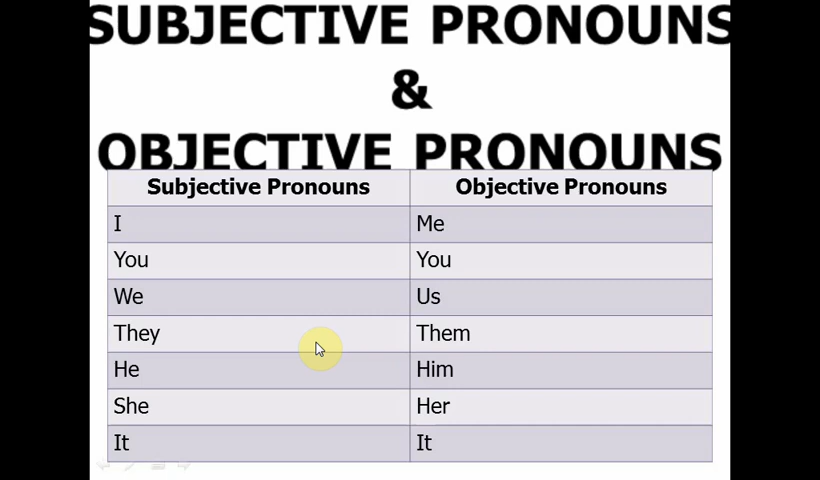 SUBJECTIVE PRONOUNS
&
OBJECTIVE PRONOUNS
Subjective Pronouns Objective Pronouns
I Me
You You
We Us
They Them
He Him
She Her
It It